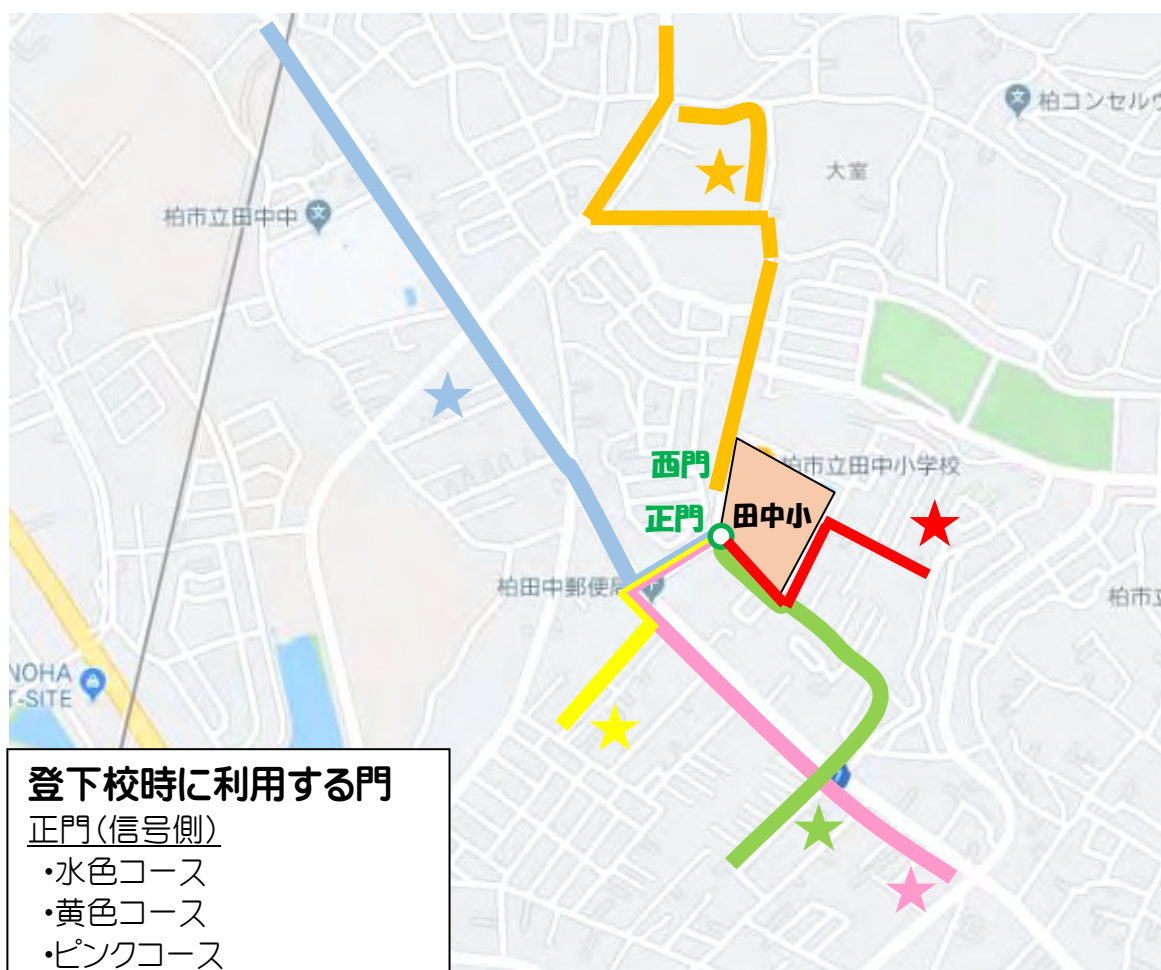 柏コンセルヴ
大室
柏市立田中中
西門
柏市立田中小学校
正門
田中小
柏田中郵便局
柏市立
NOHA
T-SITE
登下校時に利用する門
正門(信号側)
・水色コース
・黄色コース
・ピンクコース